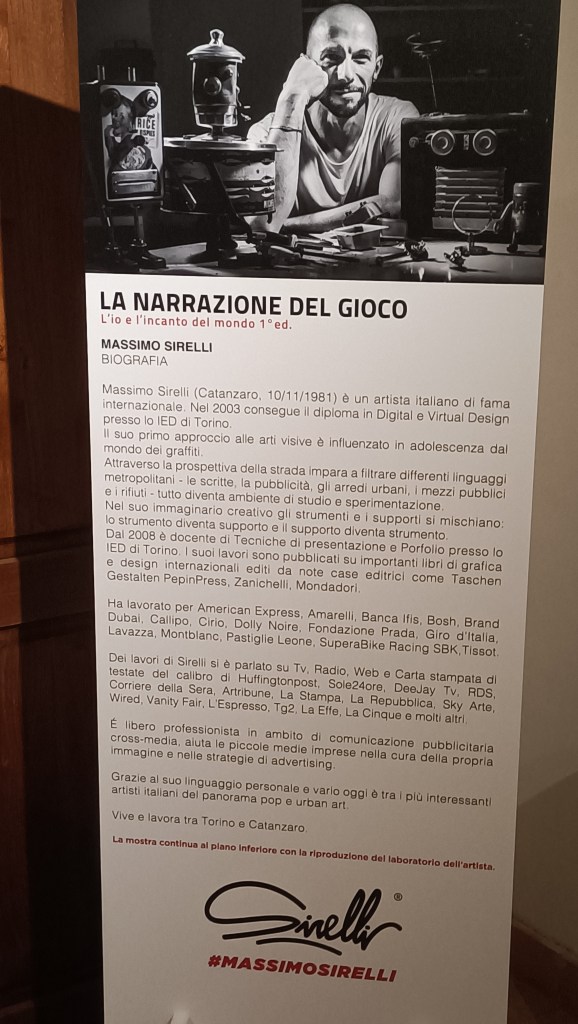 RICE
LA NARRAZIONE DEL GIOCO
L'io e l'incanto del mondo 1°ed.
MASSIMO SIRELLI
BIOGRAFIA
Massimo Sirelli (Catanzaro, 10/11/1981) è un artista italiano di fama
internazionale. Nel 2003 consegue il diploma in Digital e Virtual Design
presso lo IED di Torino.
Il suo primo approccio alle arti visive è influenzato in adolescenza dal
mondo dei graffiti.
Attraverso la prospettiva della strada impara a filtrare differenti linguaggi
metropolitani - le scritte, la pubblicità, gli arredi urbani, i mezzi pubblici
e i rifiuti - tutto diventa ambiente di studio e sperimentazione.
Nel suo immaginario creativo gli strumenti e i supporti si mischiano:
lo strumento diventa supporto e il supporto diventa strumento.
Dal 2008 è docente di Tecniche di presentazione e Porfolio presso lo
IED di Torino. I suoi lavori sono pubblicati su importanti libri di grafica
e design internazionali editi da note case editrici come Taschen
Gestalten PepinPress, Zanichelli, Mondadori.
Ha lavorato per American Express, Amarelli, Banca Ifis, Bosh, Brand
Dubai, Callipo, Cirio, Dolly Noire, Fondazione Prada, Giro d'Italia,
Lavazza, Montblanc, Pastiglie Leone, SuperaBike Racing SBK,Tissot.
Dei lavori di Sirelli si è parlato su Tv, Radio, Web e Carta stampata di
testate del calibro di Huffingtonpost, Sole24ore, DeeJay Tv, RDS,
Corriere della Sera, Artribune, La Stampa, La Repubblica, Sky Arte,
Wired, Vanity Fair, L'Espresso, Tg2, La Effe, La Cinque e molti altri.
É libero professionista in ambito di comunicazione pubblicitaria
cross-media, aiuta le piccole medie imprese nella cura della propria
immagine e nelle strategie di advertising.
Grazie al suo linguaggio personale e vario oggi è tra i più interessanti
artisti italiani del panorama pop e urban art.
Vive e lavora tra Torino e Catanzaro.
La mostra continua al piano inferiore con la riproduzione del laboratorio dell'artista.
Sirelli ®
#MASSIMOSIRELLI